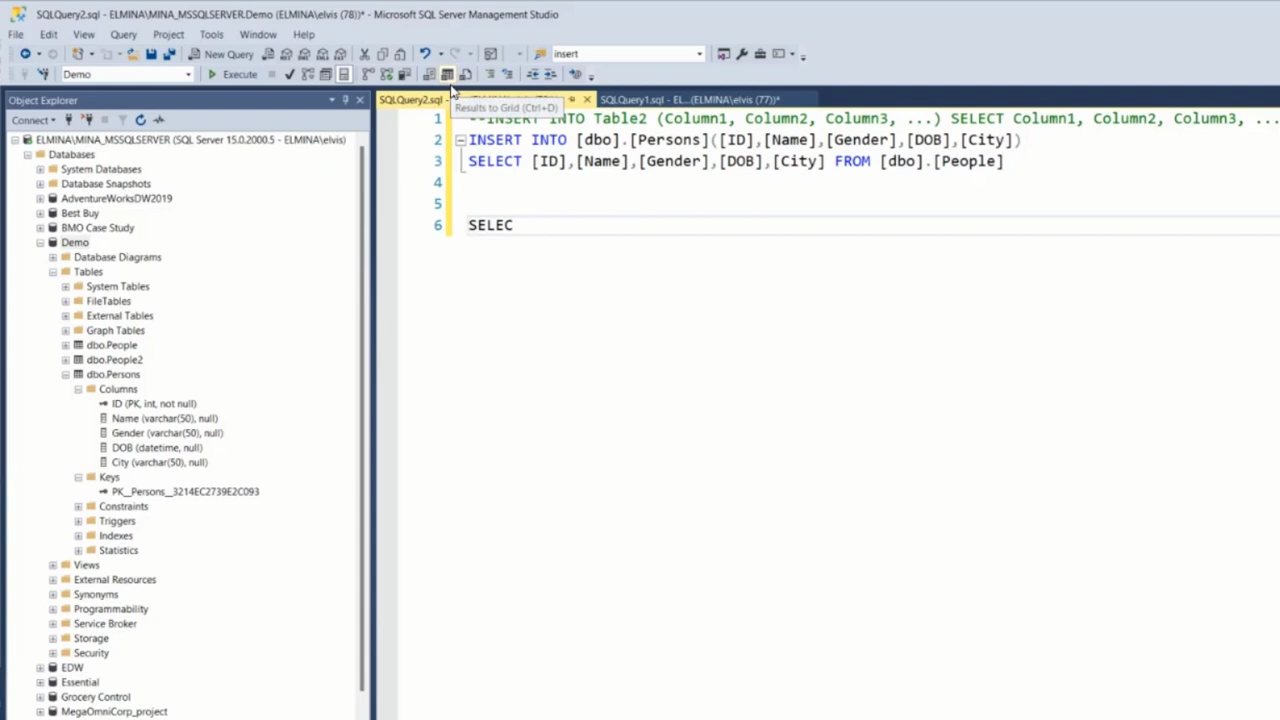 SQLQuery2.sql - ELMINA\MINA_MSSQLSERVER.Demo (ELMINA\elvis (78))* - Microsoft SQL Server Management Studio
File Edit View Query Project Tools Window Help
New Query insert
Demo Execute
Object Explorer
SQLQuery2.sql - SQLQuery1.sql - EL...(ELMINA\elvis (77))*
Results to Grid (Ctrl+D)
Connect
ELMINA\MINA_MSSQLSERVER (SQL Server 15.0.2000.5 - ELMINA\elvis)
Databases
System Databases
Database Snapshots
AdventureWorksDW2019
Best Buy
BMO Case Study
Demo
Database Diagrams
Tables
System Tables
FileTables
External Tables
Graph Tables
dbo.People
dbo.People2
dbo.Persons
Columns
ID (PK, int, not null)
Name (varchar(50), null)
Gender (varchar(50), null)
DOB (datetime, null)
City (varchar(50), null)
Keys
PK__Persons__3214EC2739E2C093
Constraints
Triggers
Indexes
Statistics
Views
External Resources
Synonyms
Programmability
Service Broker
Storage
Security
EDW
Essential
Grocery Control
MegaOmniCorp_project
1 --INSERT INTO Table2 (Column1, Column2, Column3, ...) SELECT Column1, Column2, Column3, ...
2 INSERT INTO [dbo].[Persons]([ID],[Name],[Gender],[DOB],[City])
3 SELECT [ID],[Name],[Gender],[DOB],[City] FROM [dbo].[People]
4
5
6 SELEC